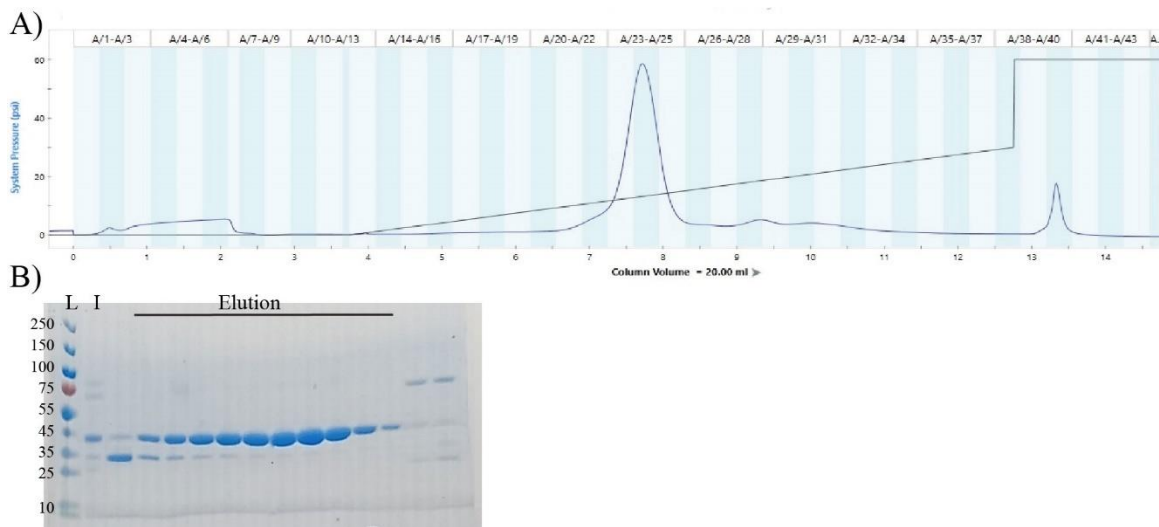 A)
A/1-A/3 A/4-A/6 A/7-A/9 A/10-A/13 A/14-A/16 A/17-A/19 A/20-A/22 A/23-A/25 A/26-A/28 A/29-A/31 A/32-A/34 A/35-A/37 A/38-A/40 A/41-A/43 A.
System Pressure (psi)
60
40
20
0
0 1 2 3 4 5 6 7 8 9 10 11 12 13 14
Column Volume = 20.00 ml
B)
L I Elution
250
150
100
75
55
45
35
25
10